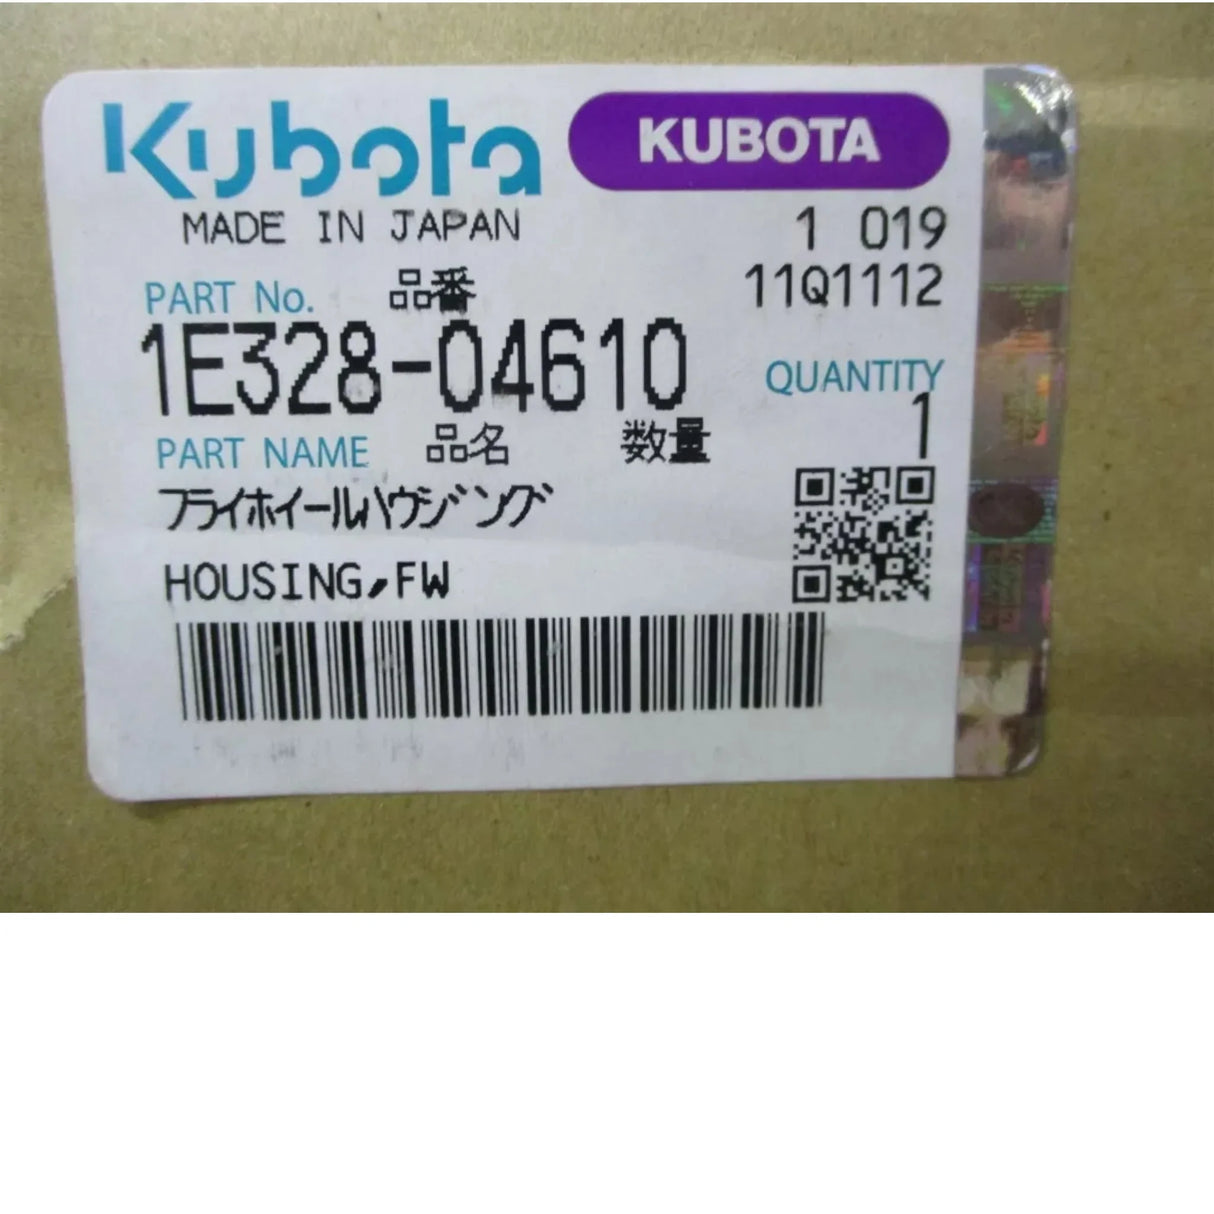 Kubota KUBOTA
MADE IN JAPAN 1 019
PART No. 品番 11Q1112
1E328-04610
QUANTITY
PART NAME 品名 数量 1
フライホイールハウジング
HOUSING,FW